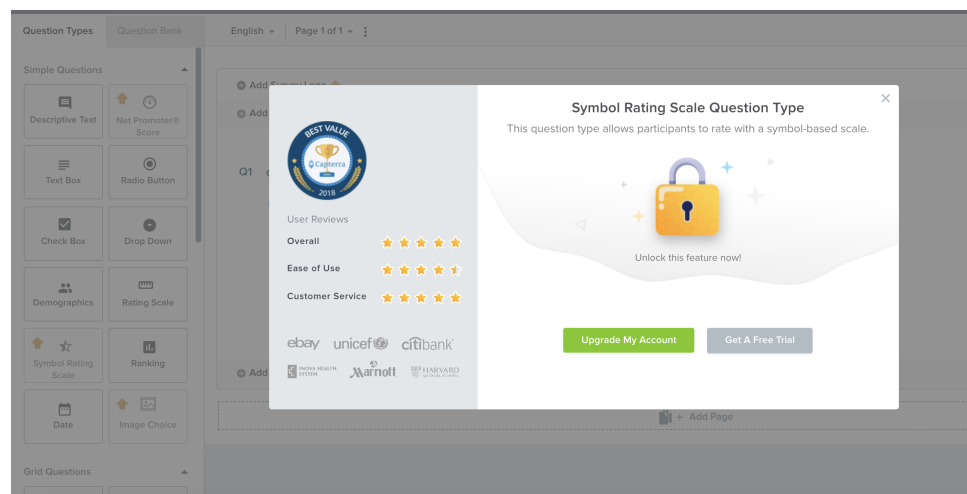 Question Types
Question Bank
English
Page 1 of 1
Simple Questions
Add Survey Logo
Descriptive Text
Net Promoter®
Score
Add
Text Box
Radio Button
Q1
Check Box
Drop Down
Demographics
Rating Scale
Symbol Rating
Scale
Ranking
Add
Date
Image Choice
+ Add Page
Grid Questions
BEST VALUE
Capterra
2018
User Reviews
Overall
Ease of Use
Customer Service
ebay unicef citibank
INOVA HEALTH
SYSTEM
Marriott
HARVARD
Symbol Rating Scale Question Type
This question type allows participants to rate with a symbol-based scale.
Unlock this feature now!
Upgrade My Account
Get A Free Trial